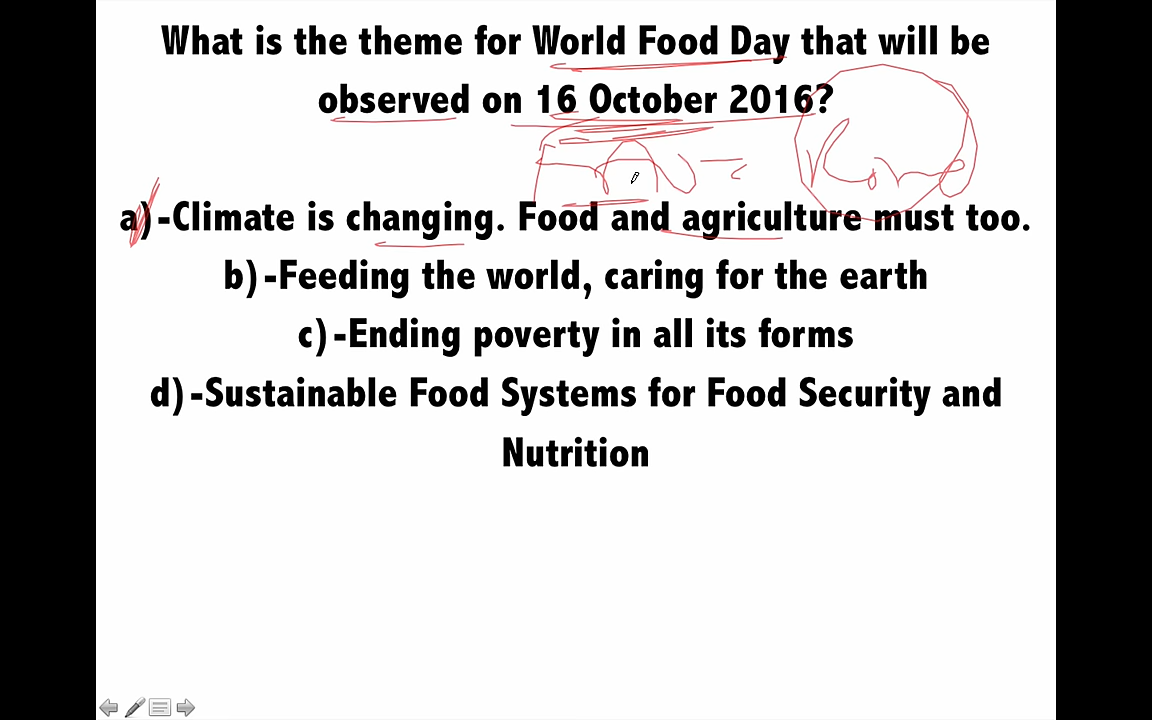 What is the theme for World Food Day that will be
observed on 16 October 2016?
FAO = Rome
a)-Climate is changing. Food and agriculture must too.
b)-Feeding the world, caring for the earth
c)-Ending poverty in all its forms
d)-Sustainable Food Systems for Food Security and
Nutrition